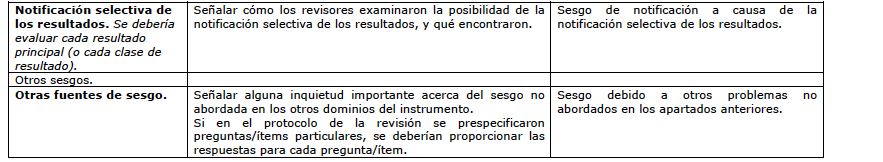 Notificación selectiva de los resultados. Se debería evaluar cada resultado principal (o cada clase de resultado).
Señalar cómo los revisores examinaron la posibilidad de la notificación selectiva de los resultados, y qué encontraron.
Sesgo de notificación a causa de la notificación selectiva de los resultados.
Otros sesgos.
Otras fuentes de sesgo.
Señalar alguna inquietud importante acerca del sesgo no abordada en los otros dominios del instrumento.
Si en el protocolo de la revisión se prespecificaron preguntas/ítems particulares, se deberían proporcionar las respuestas para cada pregunta/ítem.
Sesgo debido a otros problemas no abordados en los apartados anteriores.